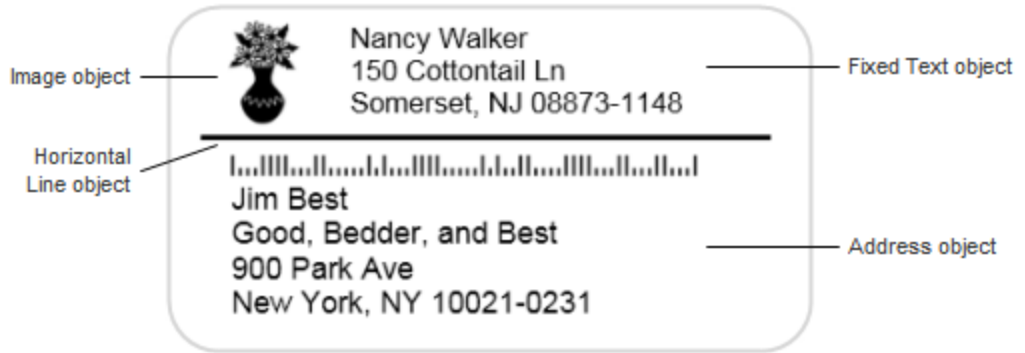 Image object
Nancy Walker
150 Cottontail Ln
Somerset, NJ 08873-1148
Fixed Text object
Horizontal
Line object
Jim Best
Good, Bedder, and Best
900 Park Ave
New York, NY 10021-0231
Address object